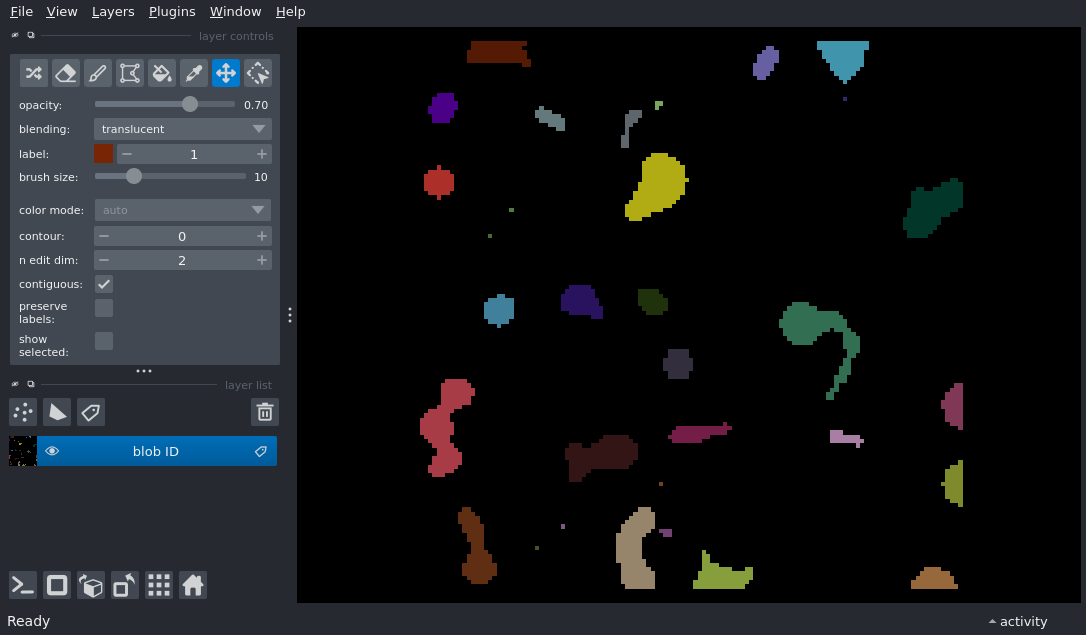 File View Layers Plugins Window Help
layer controls
opacity: 0.70
blending: translucent
label: 1
brush size: 10
color mode: auto
contour: 0
n edit dim: 2
contiguous:
preserve
labels:
show
selected:
layer list
blob ID
Ready activity